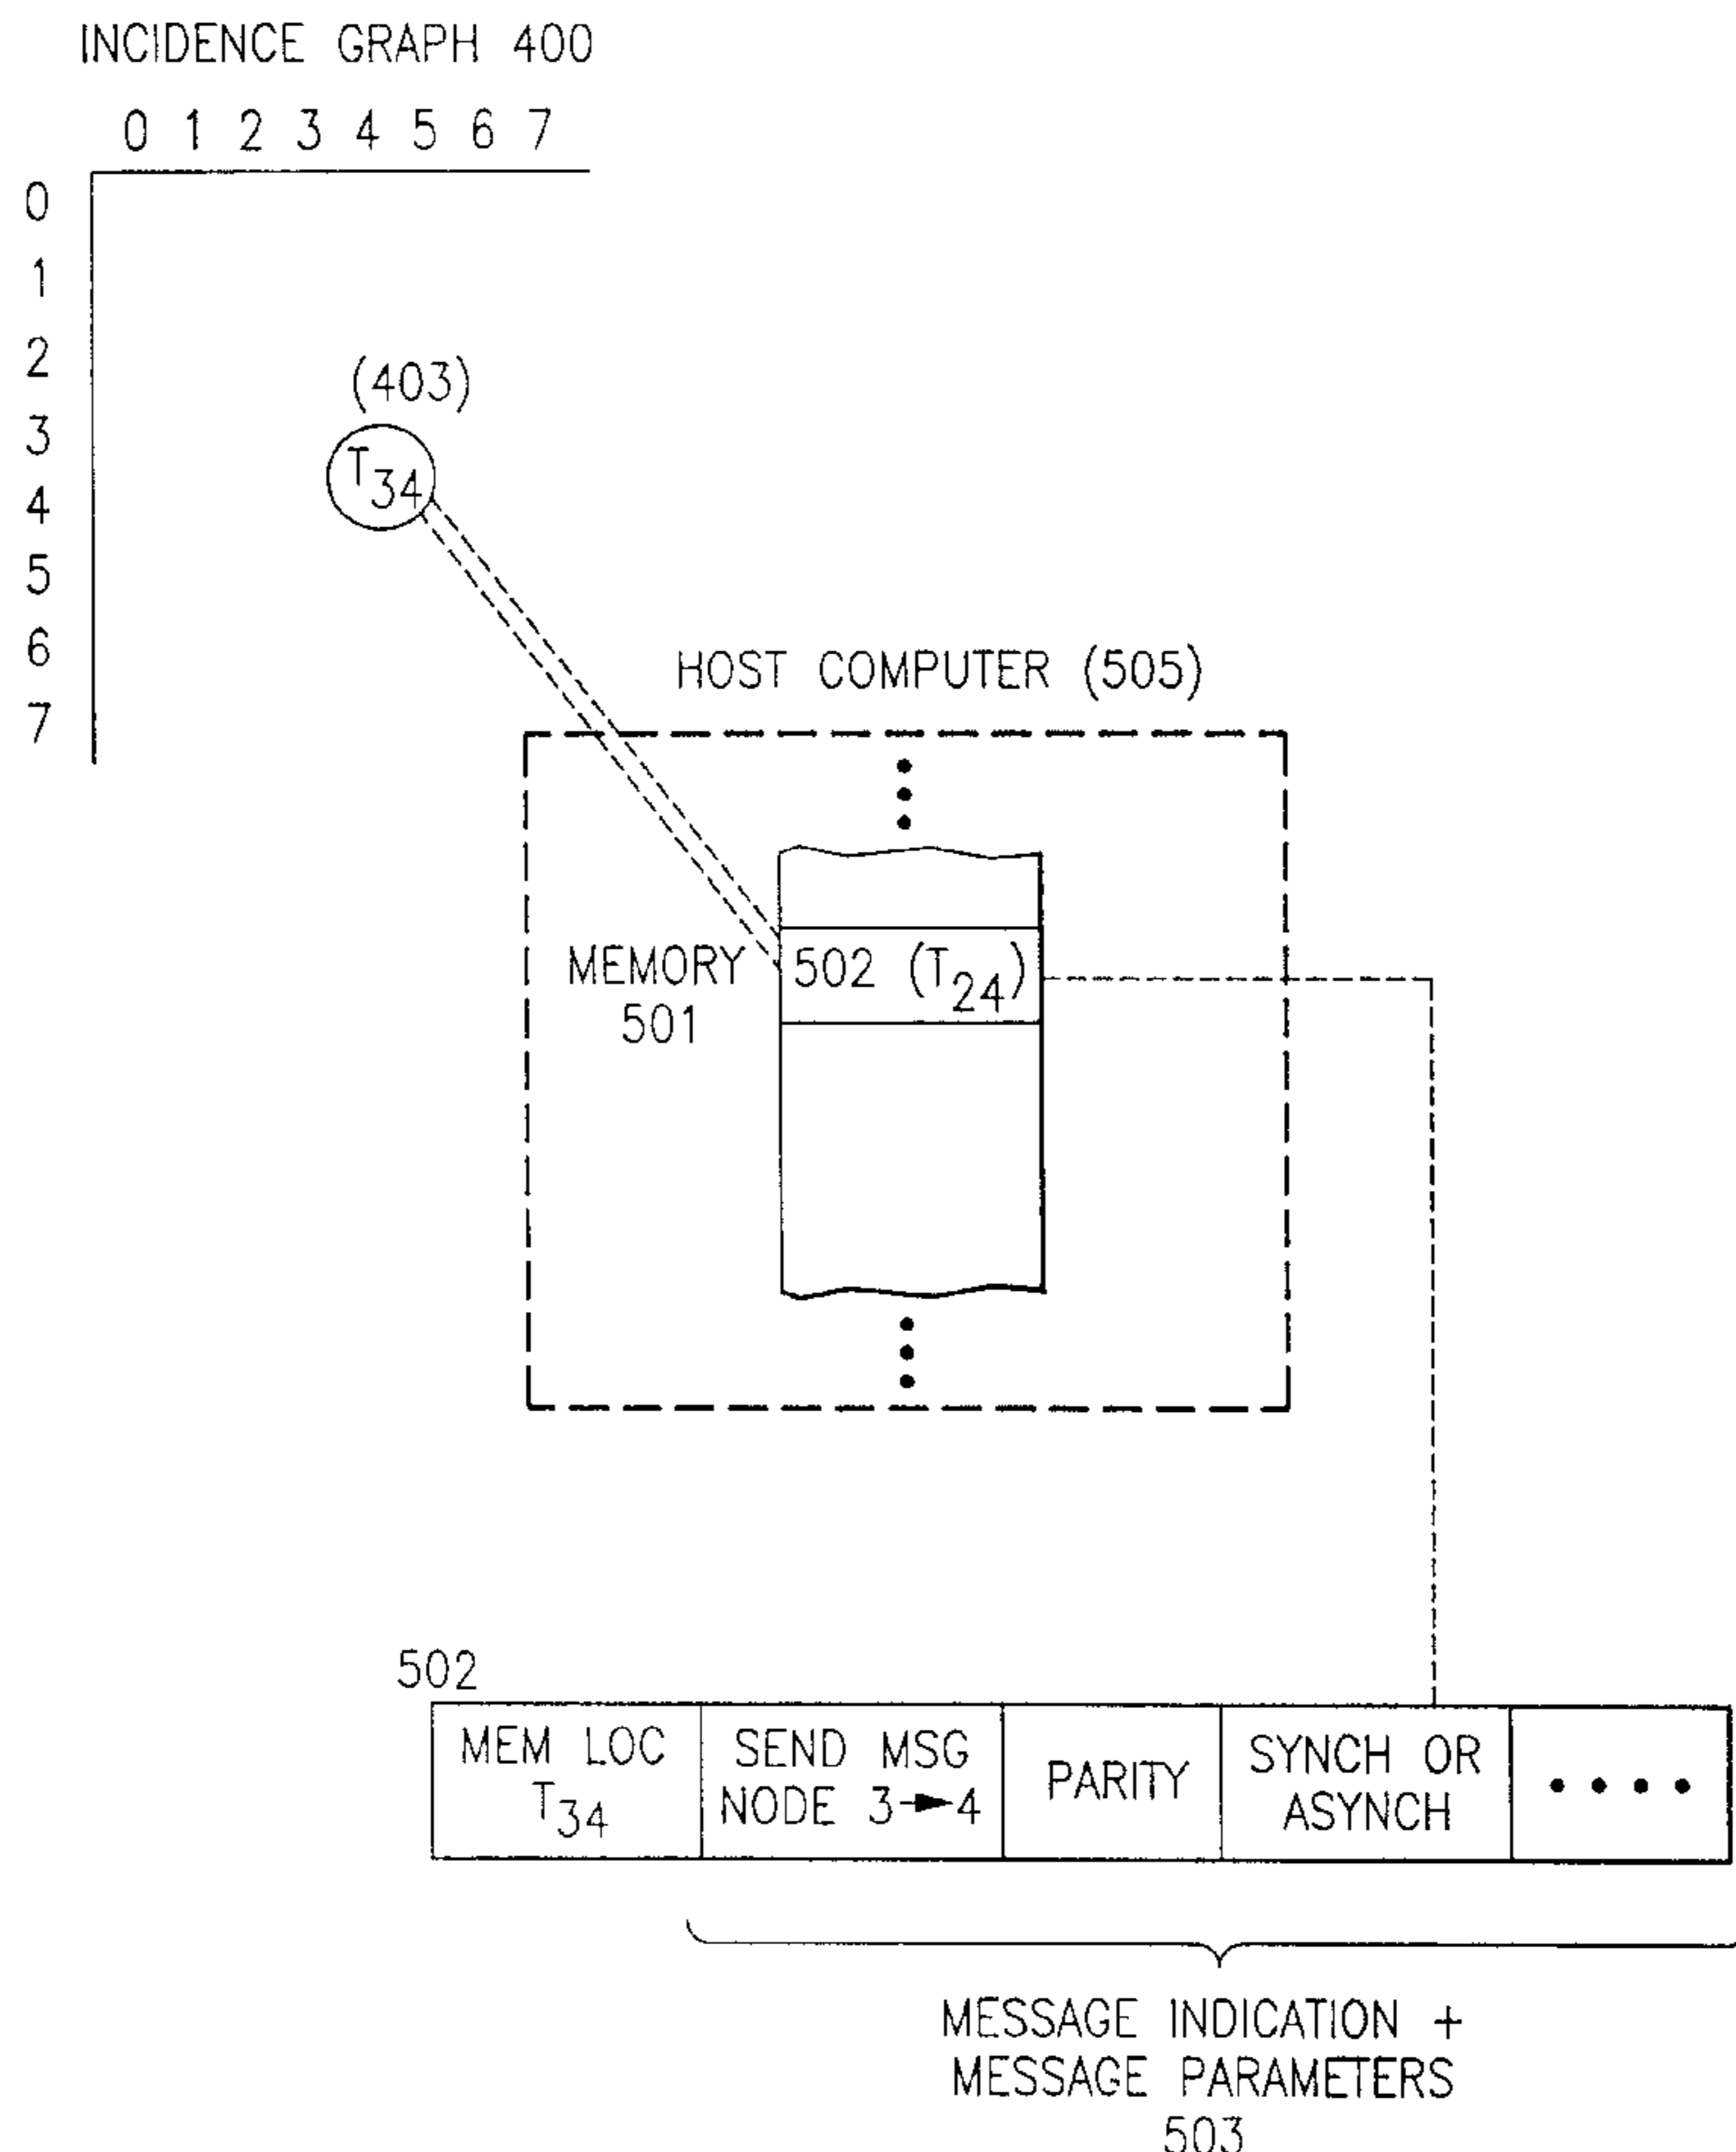 INCIDENCE GRAPH 400
0 1 2 3 4 5 6 7
0
1
2
3
4
5
6
7
(403)
T34
HOST COMPUTER (505)
MEMORY
501
502 (T24)
502
MEM LOC
T34
SEND MSG
NODE 3→4
PARITY
SYNCH OR
ASYNCH
• • • •
MESSAGE INDICATION +
MESSAGE PARAMETERS
503